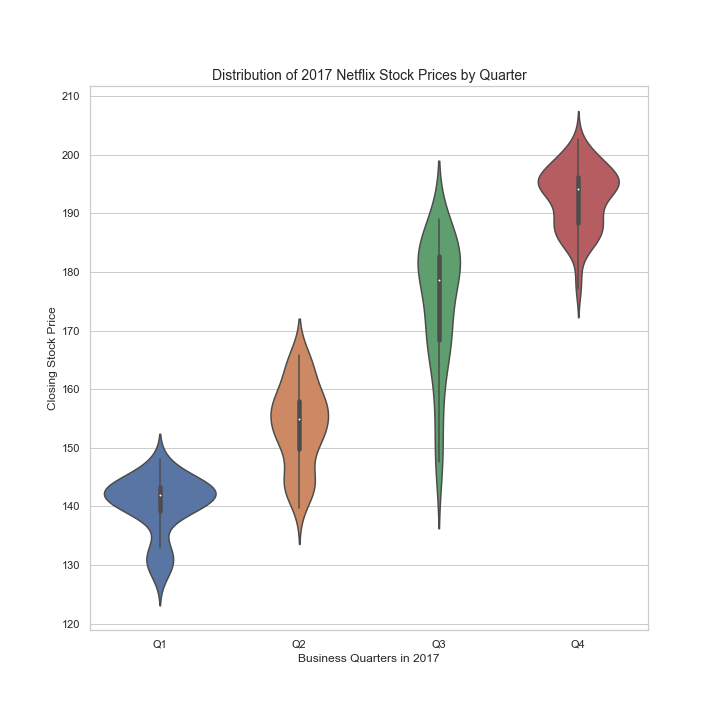 Distribution of 2017 Netflix Stock Prices by Quarter
210
200
190
180
170
160
150
140
130
120
Closing Stock Price
Q1 Q2 Q3 Q4
Business Quarters in 2017